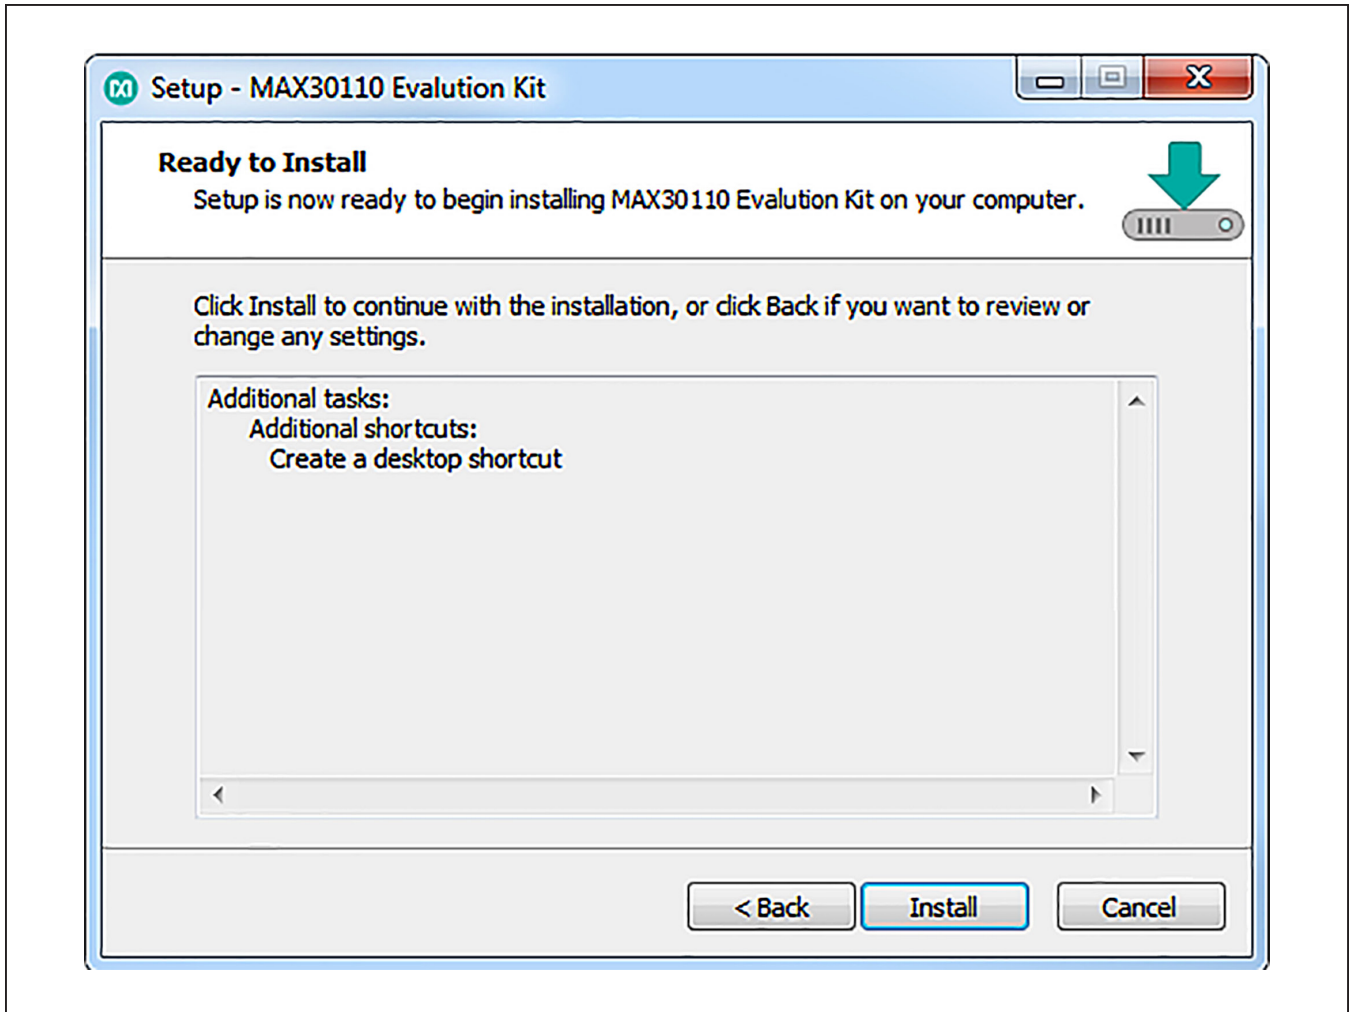 Setup - MAX30110 Evalution Kit
Ready to Install
Setup is now ready to begin installing MAX30110 Evalution Kit on your computer.
Click Install to continue with the installation, or click Back if you want to review or
change any settings.
Additional tasks:
Additional shortcuts:
Create a desktop shortcut
< Back
Install
Cancel